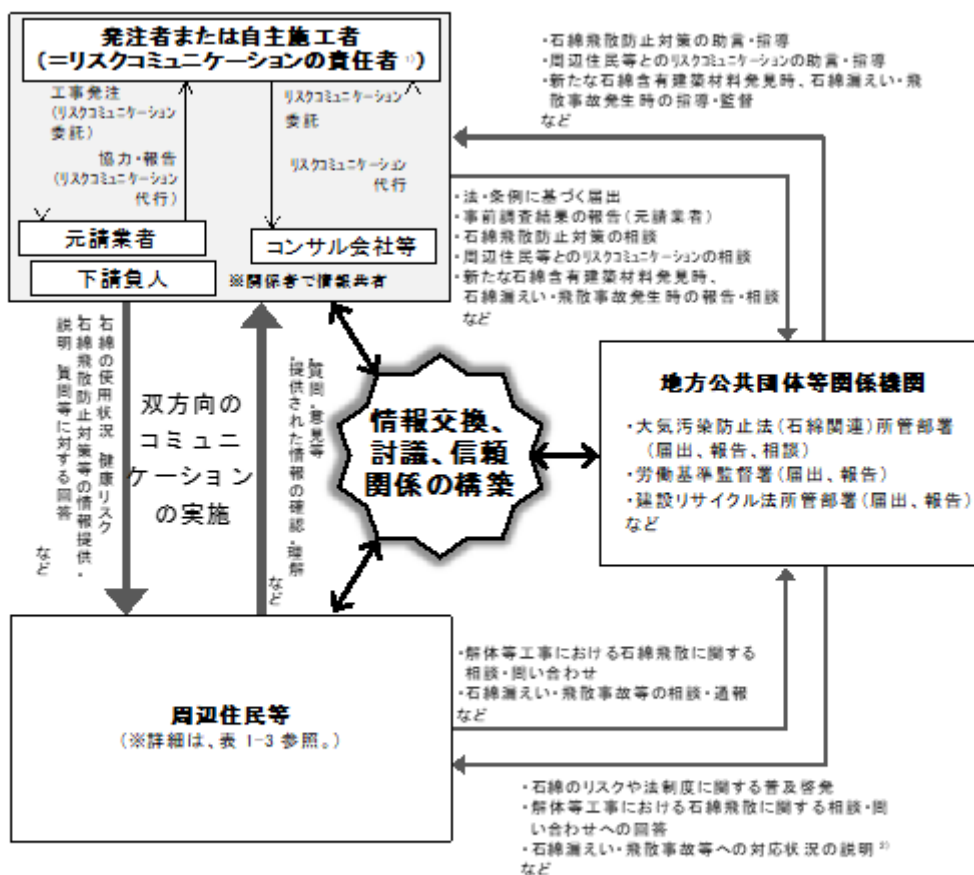 発注者または自主施工者
(=リスクコミュニケーションの責任者¹⁾)
工事発注
(リスクコミュニケーション
委託)
協力・報告
(リスクコミュニケーション
代行)
リスクコミュニケーション
委託
リスクコミュニケーション
代行
元請業者
下請負人
コンサル会社等
※関係者で情報共有
・石綿飛散防止対策の助言・指導
・周辺住民等とのリスクコミュニケーションの助言・指導
・新たな石綿含有建築材料発見時、石綿漏えい・飛
散事故発生時の指導・監督
など
・法・条例に基づく届出
・事前調査結果の報告(元請業者)
・石綿飛散防止対策の相談
・周辺住民等とのリスクコミュニケーションの相談
・新たな石綿含有建築材料発見時、
石綿漏えい・飛散事故発生時の報告・相談
など
・石綿の使用状況、健康リスク
・石綿飛散防止対策等の情報提供・
説明、質問等に対する回答
など
双方向の
コミュニ
ケーション
の実施
・質問・意見等
・提供された情報の確認・理解
など
情報交換、
討議、信頼
関係の構築
地方公共団体等関係機関
・大気汚染防止法(石綿関連)所管部署
(届出、報告、相談)
・労働基準監督署(届出、報告)
・建設リサイクル法所管部署(届出、報告)
など
周辺住民等
(※詳細は、表 1-3 参照。)
・解体等工事における石綿飛散に関する
相談・問い合わせ
・石綿漏えい・飛散事故等の相談・通報
など
・石綿のリスクや法制度に関する普及啓発
・解体等工事における石綿飛散に関する相談・問
い合わせへの回答
・石綿漏えい・飛散事故等への対応状況の説明²⁾
など